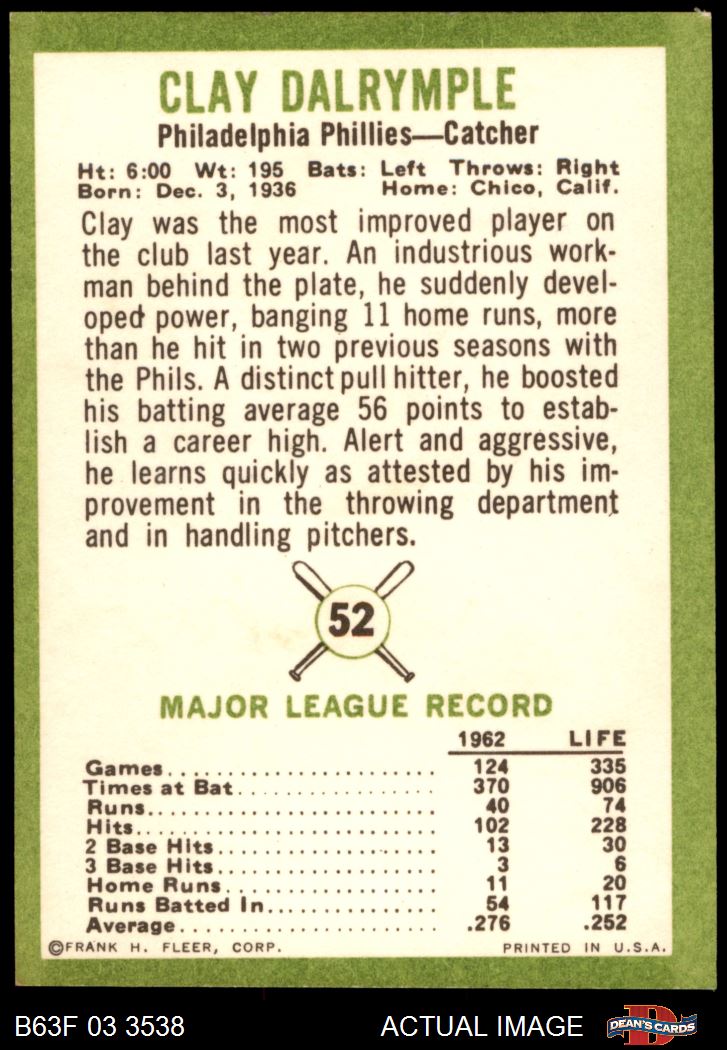 CLAY DALRYMPLE
Philadelphia Phillies—Catcher
Ht: 6:00 Wt: 195 Bats: Left Throws: Right
Born: Dec. 3, 1936 Home: Chico, Calif.
Clay was the most improved player on
the club last year. An industrious work-
man behind the plate, he suddenly devel-
oped power, banging 11 home runs, more
than he hit in two previous seasons with
the Phils. A distinct pull hitter, he boosted
his batting average 56 points to estab-
lish a career high. Alert and aggressive,
he learns quickly as attested by his im-
provement in the throwing department
and in handling pitchers.
52
MAJOR LEAGUE RECORD
1962 LIFE
Games 124 335
Times at Bat 370 906
Runs 40 74
Hits 102 228
2 Base Hits 13 30
3 Base Hits 3 6
Home Runs 11 20
Runs Batted In 54 117
Average .276 .252
©FRANK H. FLEER, CORP. PRINTED IN U.S.A.
B63F 03 3538 ACTUAL IMAGE D DEAN'S CARDS